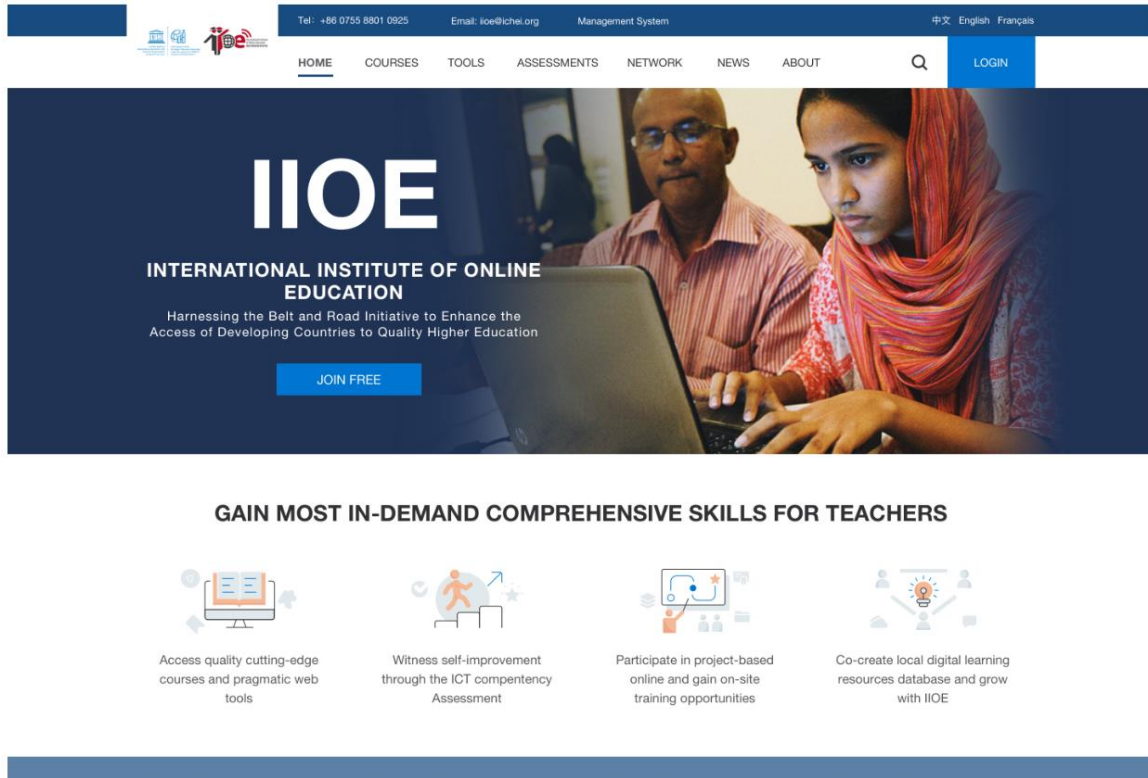 Tel: +86 0755 8801 0925 Email: iioe@ichei.org Management System 中文 English Français
iioe
HOME COURSES TOOLS ASSESSMENTS NETWORK NEWS ABOUT LOGIN
IIOE
INTERNATIONAL INSTITUTE OF ONLINE
EDUCATION
Harnessing the Belt and Road Initiative to Enhance the
Access of Developing Countries to Quality Higher Education
JOIN FREE
GAIN MOST IN-DEMAND COMPREHENSIVE SKILLS FOR TEACHERS
Access quality cutting-edge
courses and pragmatic web
tools
Witness self-improvement
through the ICT compentency
Assessment
Participate in project-based
online and gain on-site
training opportunities
Co-create local digital learning
resources database and grow
with IIOE